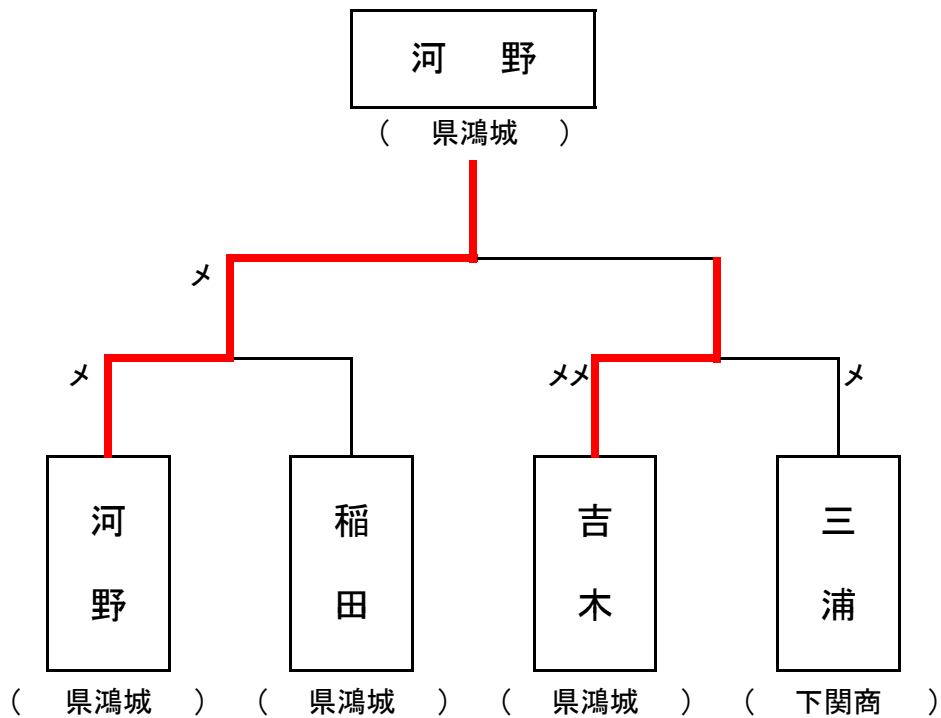 河　野
（　県鴻城　）
メ
メ
メメ
メ
河野
稲田
吉木
三浦
（　県鴻城　）
（　県鴻城　）
（　県鴻城　）
（　下関商　）